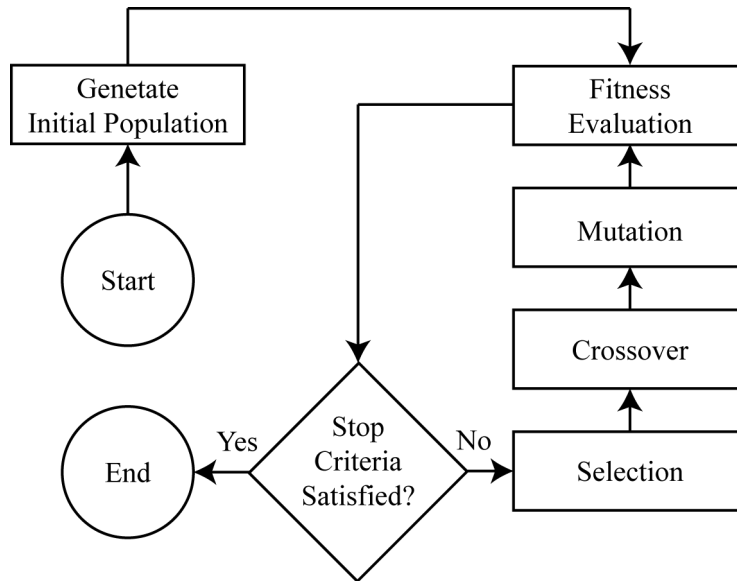 Genetate
Initial Population
Fitness
Evaluation
Mutation
Start
Crossover
Yes
Stop
Criteria
Satisfied?
No
End
Selection